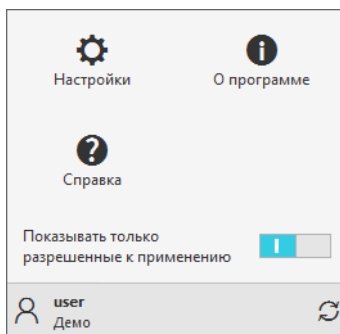 Настройки
О программе
Справка
Показывать только
разрешенные к применению
user
Демо